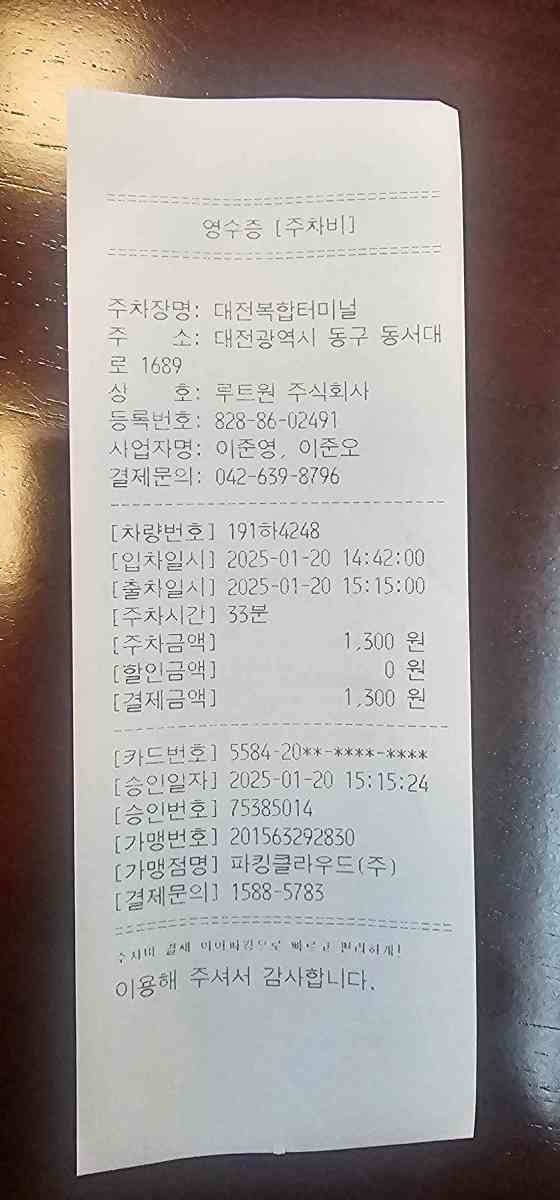 영수증 [주차비]
주차장명: 대전복합터미널
주 소: 대전광역시 동구 동서대
로 1689
상 호: 루트원 주식회사
등록번호: 828-86-02491
사업자명: 이준영, 이준오
결제문의: 042-639-8796
[차량번호] 191하4248
[입차일시] 2025-01-20 14:42:00
[출차일시] 2025-01-20 15:15:00
[주차시간] 33분
[주차금액] 1,300 원
[할인금액] 0 원
[결제금액] 1,300 원
[카드번호] 5584-20**-****-****
[승인일자] 2025-01-20 15:15:24
[승인번호] 75385014
[가맹번호] 201563292830
[가맹점명] 파킹클라우드(주)
[결제문의] 1588-5783
주차비 결제 아이파킹으로 빠르고 편리하게!
이용해 주셔서 감사합니다.